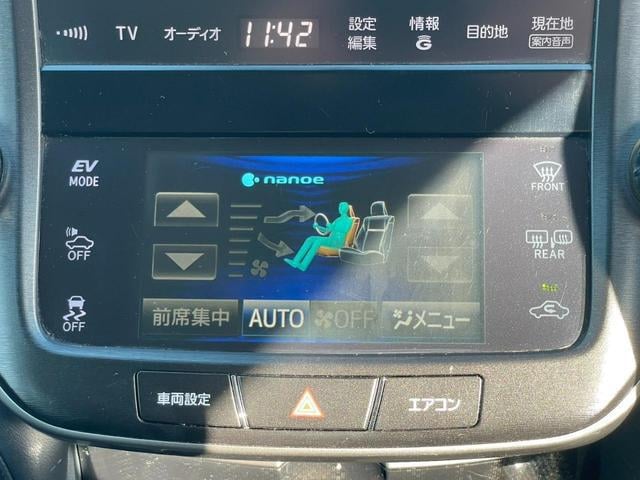 TV オーディオ 11:42 設定 編集 情報 G 目的地 現在地 案内音声
EV MODE
nanoe
FRONT
OFF
REAR
OFF
前席集中 AUTO OFF メニュー
車両設定 エアコン